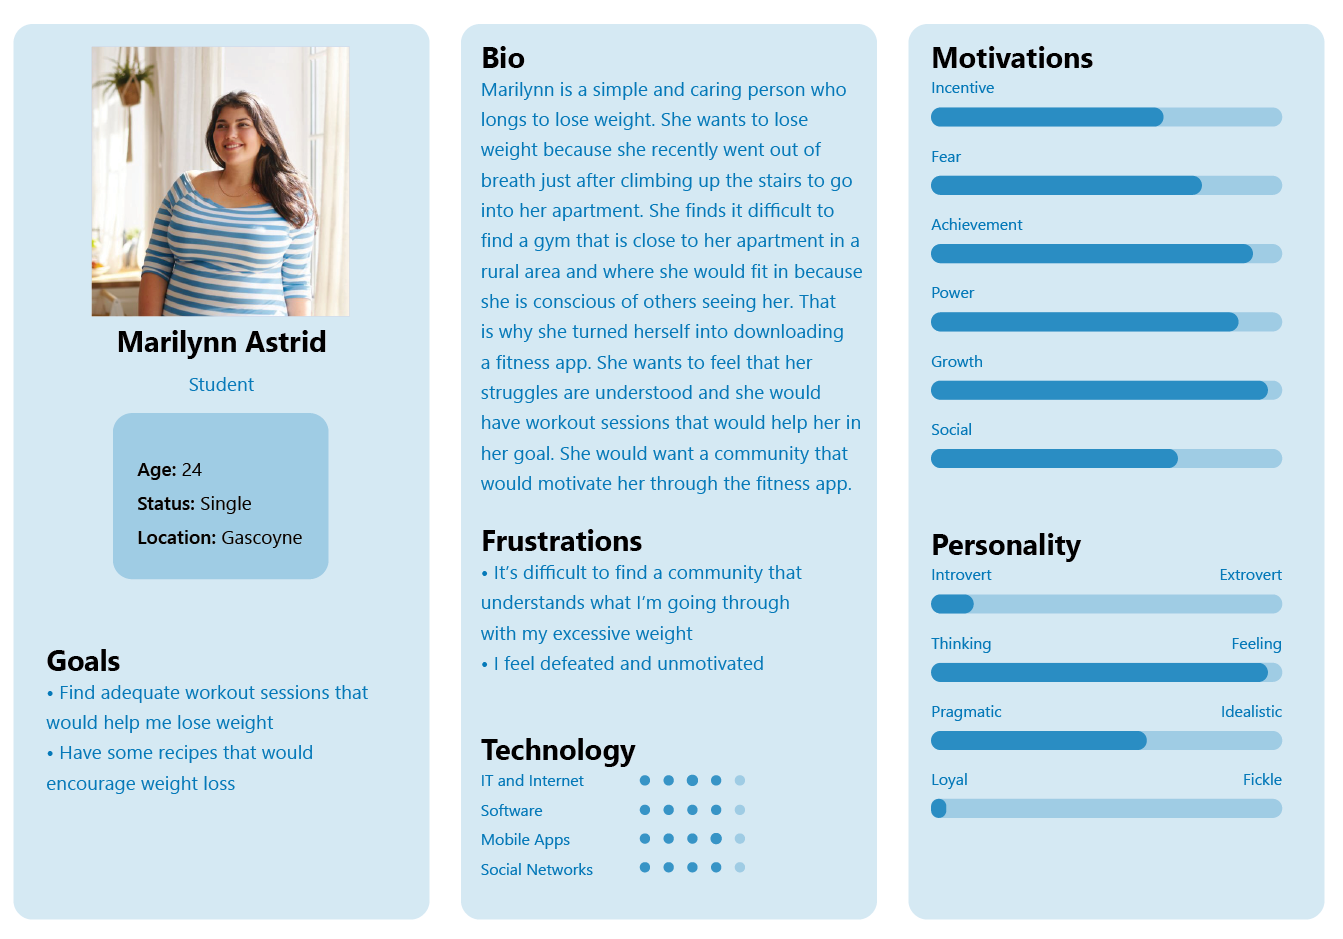 Marilynn Astrid
Student
Age: 24
Status: Single
Location: Gascoyne
Goals
• Find adequate workout sessions that
would help me lose weight
• Have some recipes that would
encourage weight loss
Bio
Marilynn is a simple and caring person who
longs to lose weight. She wants to lose
weight because she recently went out of
breath just after climbing up the stairs to go
into her apartment. She finds it difficult to
find a gym that is close to her apartment in a
rural area and where she would fit in because
she is conscious of others seeing her. That
is why she turned herself into downloading
a fitness app. She wants to feel that her
struggles are understood and she would
have workout sessions that would help her in
her goal. She would want a community that
would motivate her through the fitness app.
Frustrations
• It's difficult to find a community that
understands what I'm going through
with my excessive weight
• I feel defeated and unmotivated
Technology
IT and Internet
Software
Mobile Apps
Social Networks
Motivations
Incentive
Fear
Achievement
Power
Growth
Social
Personality
Introvert Extrovert
Thinking Feeling
Pragmatic Idealistic
Loyal Fickle